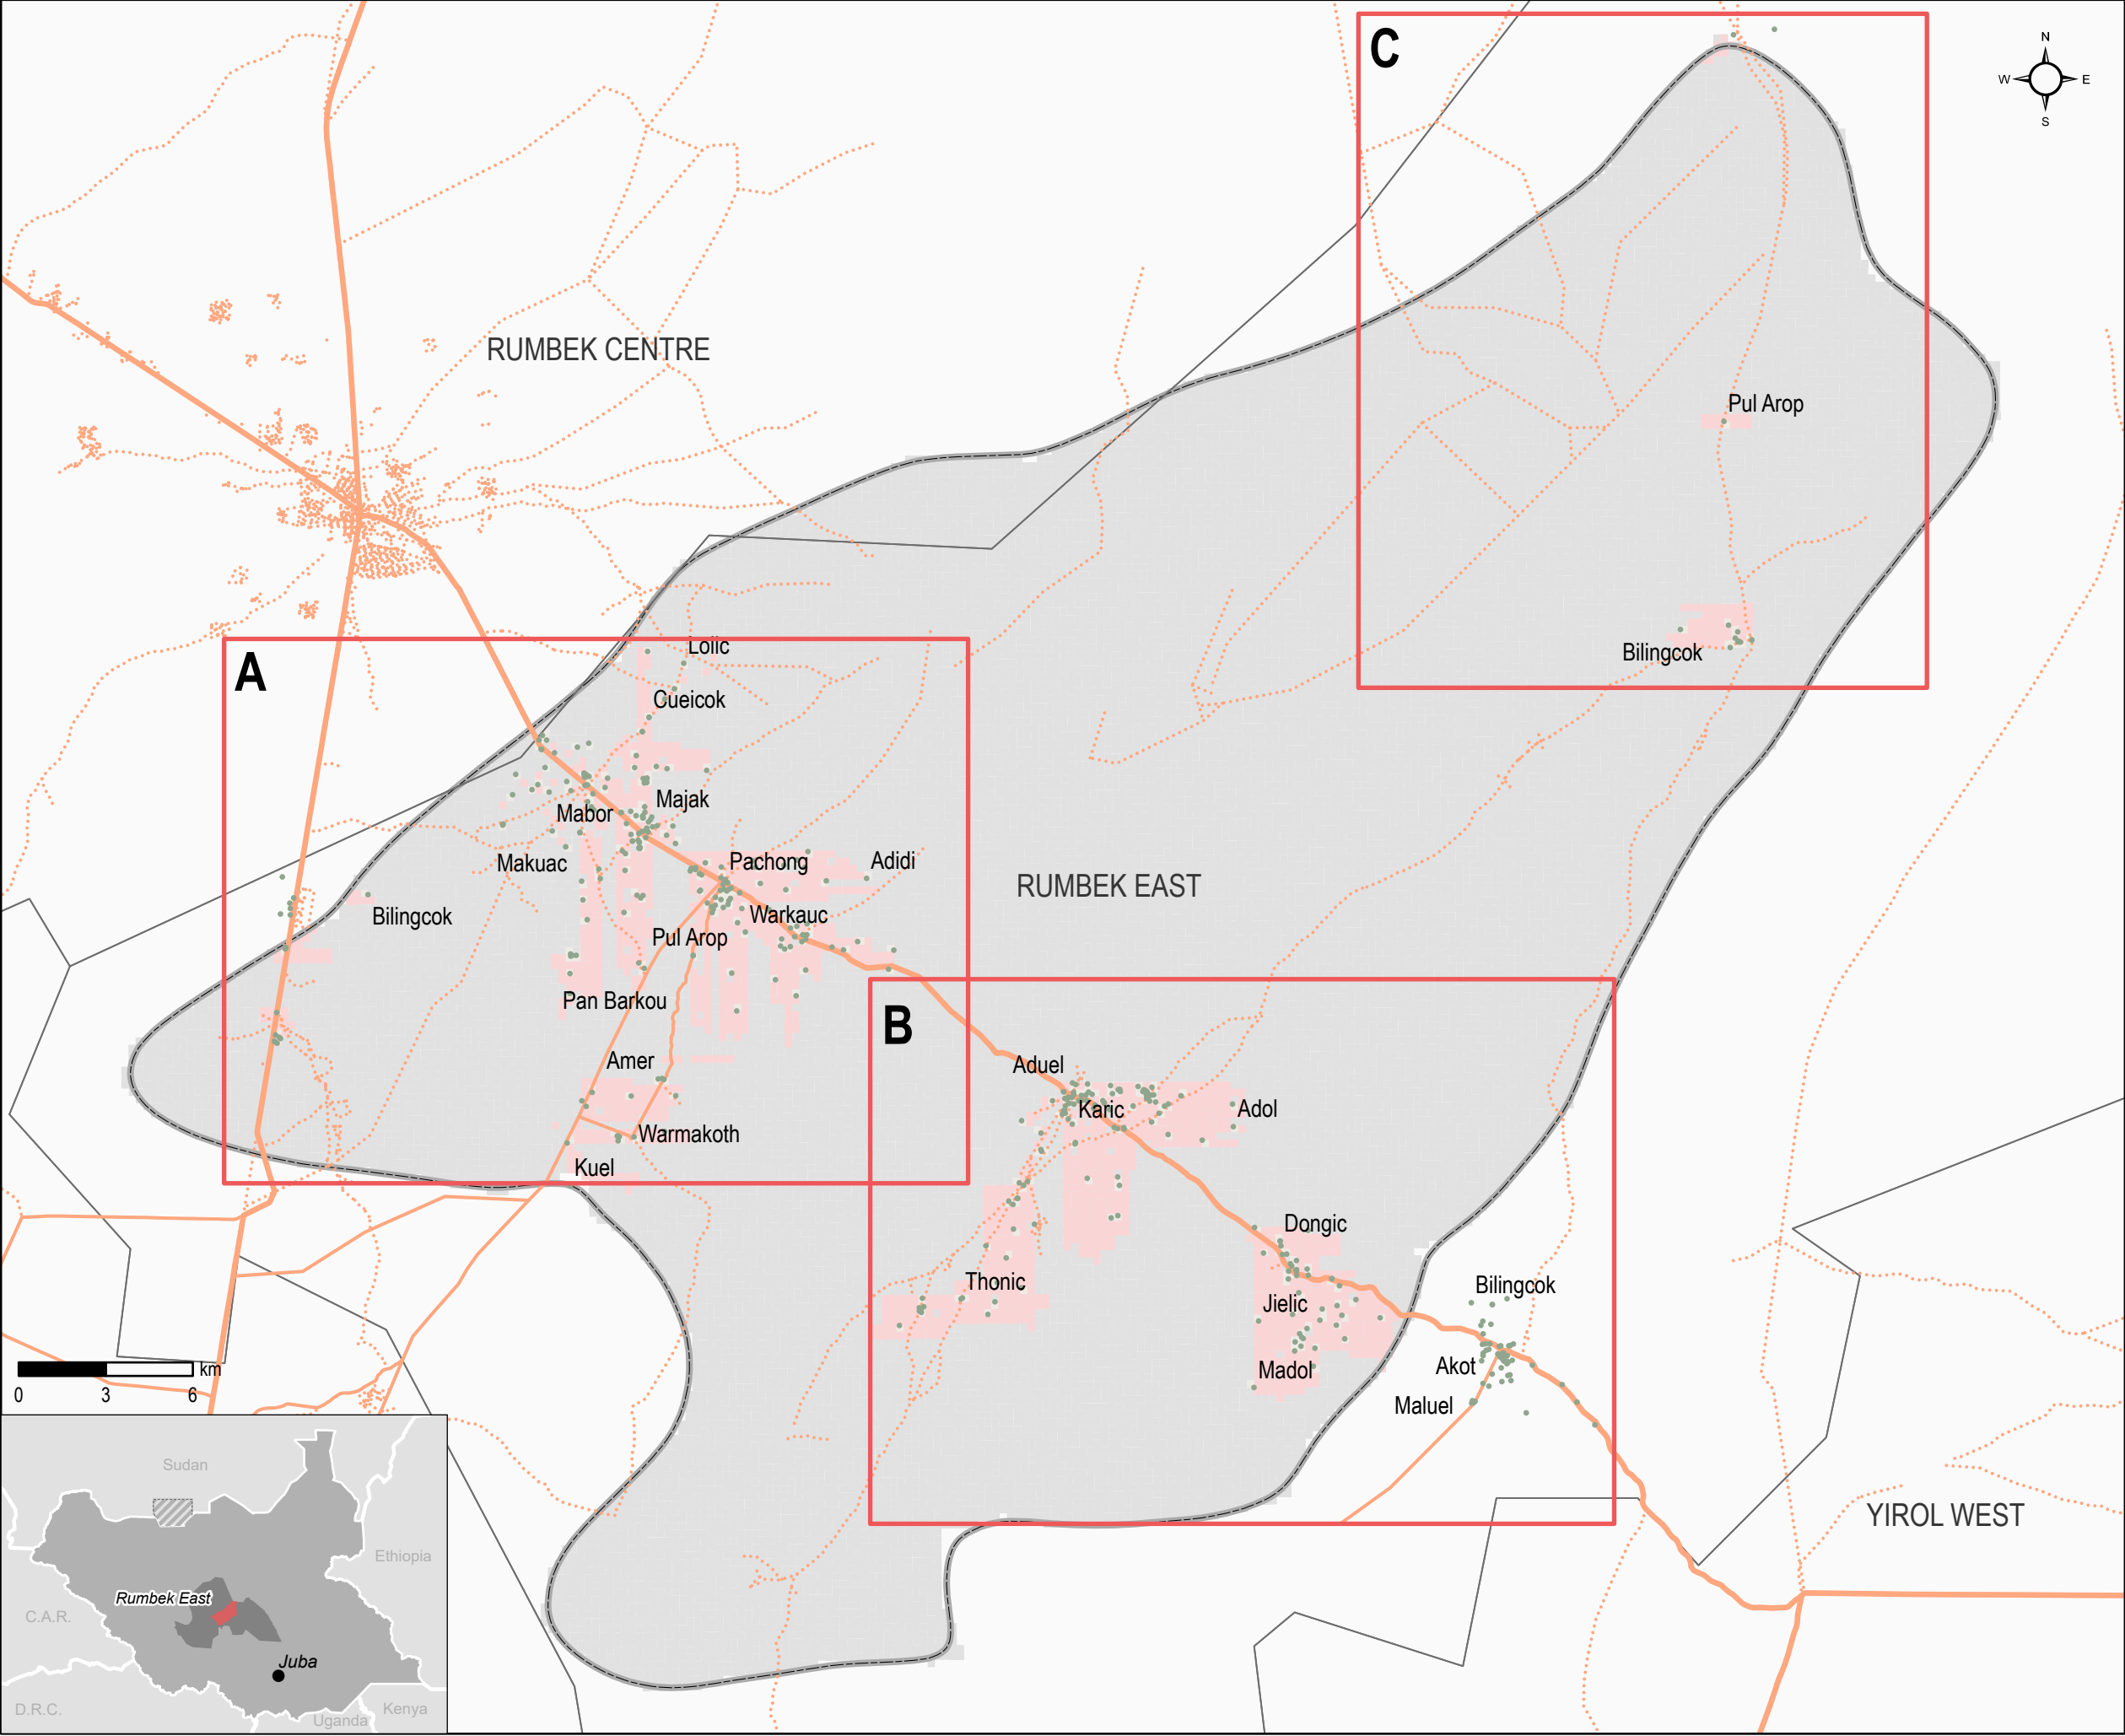 C
N
W
E
S
RUMBEK CENTRE
Pul Arop
Bilingcok
A
Lolic
Cueicok
Majak
Mabor
Makuac
Pachong
Adidi
RUMBEK EAST
Bilingcok
Warkauc
Pul Arop
Pan Barkou
B
Amer
Aduel
Karic
Adol
Warmakoth
Kuel
Dongic
Thonic
Bilingcok
Jielic
Akot
Madol
Maluel
km
0
3
6
YIROL WEST
Sudan
Ethiopia
Rumbek East
C.A.R.
Juba
D.R.C.
Uganda
Kenya